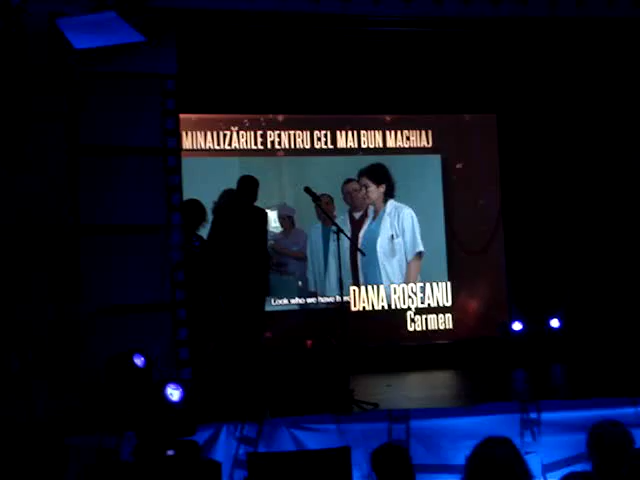 MINALIZĂRILE PENTRU CEL MAI BUN MACHIAJ
Look who we have h
DANA ROȘEANU
Carmen